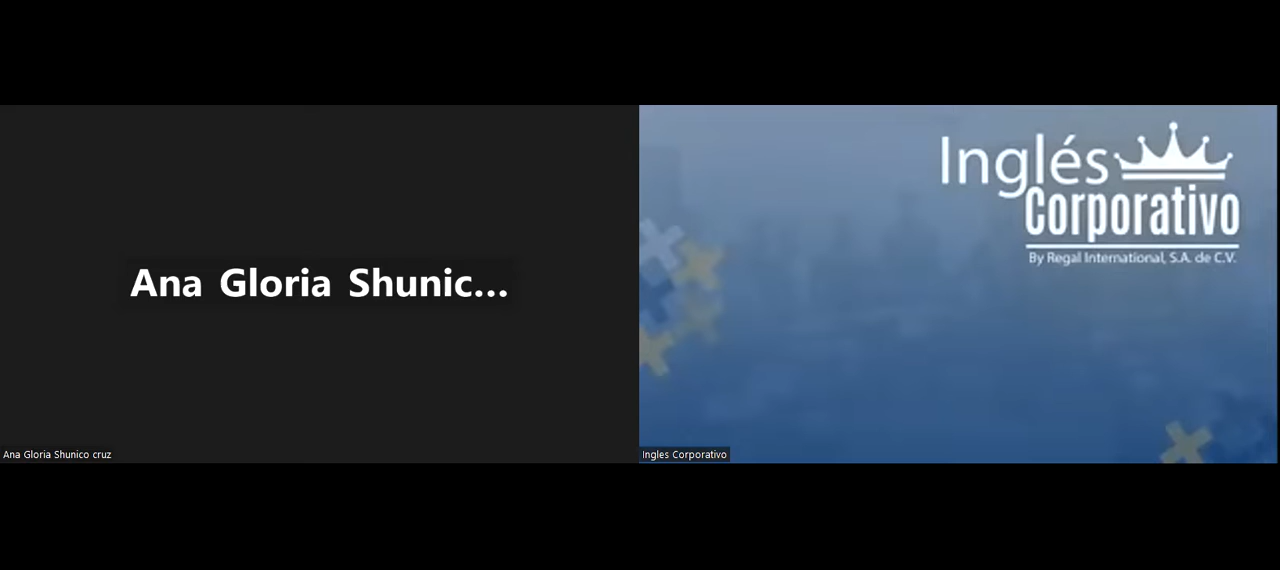 Ana Gloria Shunic...
Ana Gloria Shunico cruz
Inglés
Corporativo
By Regal International, S.A. de C.V.
Ingles Corporativo